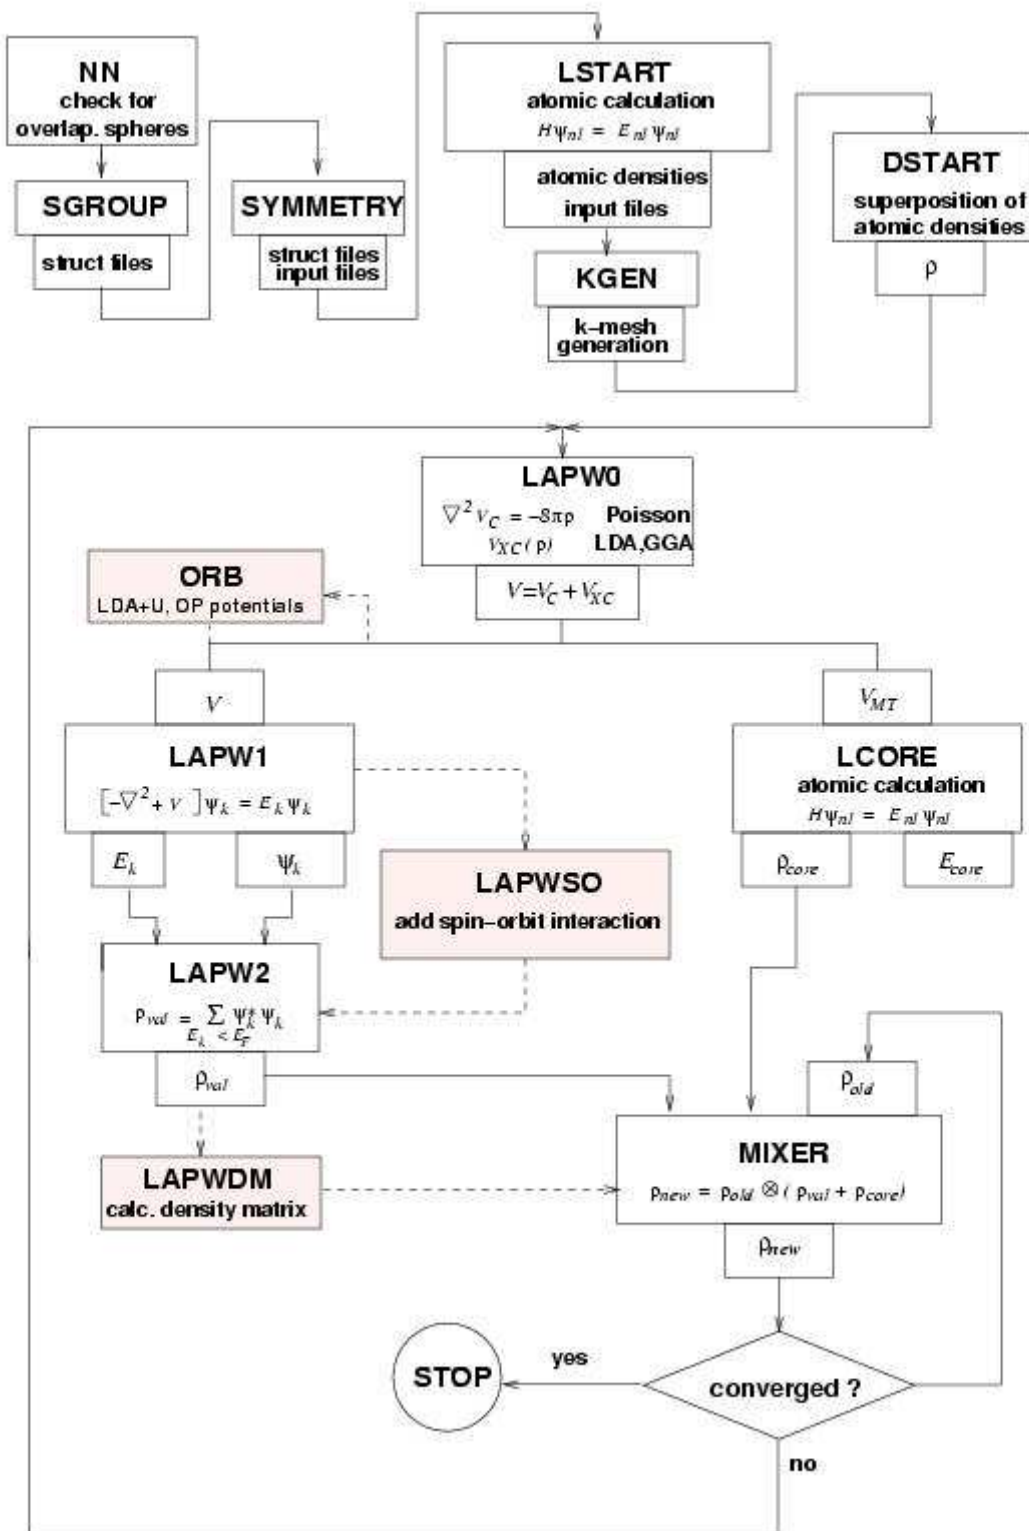 NN
check for
overlap. spheres
SGROUP
struct files
SYMMETRY
struct files
input files
LSTART
atomic calculation
Hψnl = Enl ψnl
atomic densities
input files
KGEN
k-mesh
generation
DSTART
superposition of
atomic densities
ρ
LAPW0
∇²VC = -8πρ Poisson
VXC(ρ) LDA,GGA
V=VC+VXC
ORB
LDA+U, OP potentials
V
LAPW1
[-∇²+V]ψk = Ekψk
Ek
ψk
LAPWSO
add spin-orbit interaction
LAPW2
ρval = Σ ψk* ψk
Ek < EF
ρval
LAPWDM
calc. density matrix
VMT
LCORE
atomic calculation
Hψnl = Enl ψnl
ρcore
Ecore
ρold
MIXER
ρnew = ρold ⊗ (ρval + ρcore)
ρnew
converged ?
yes
STOP
no